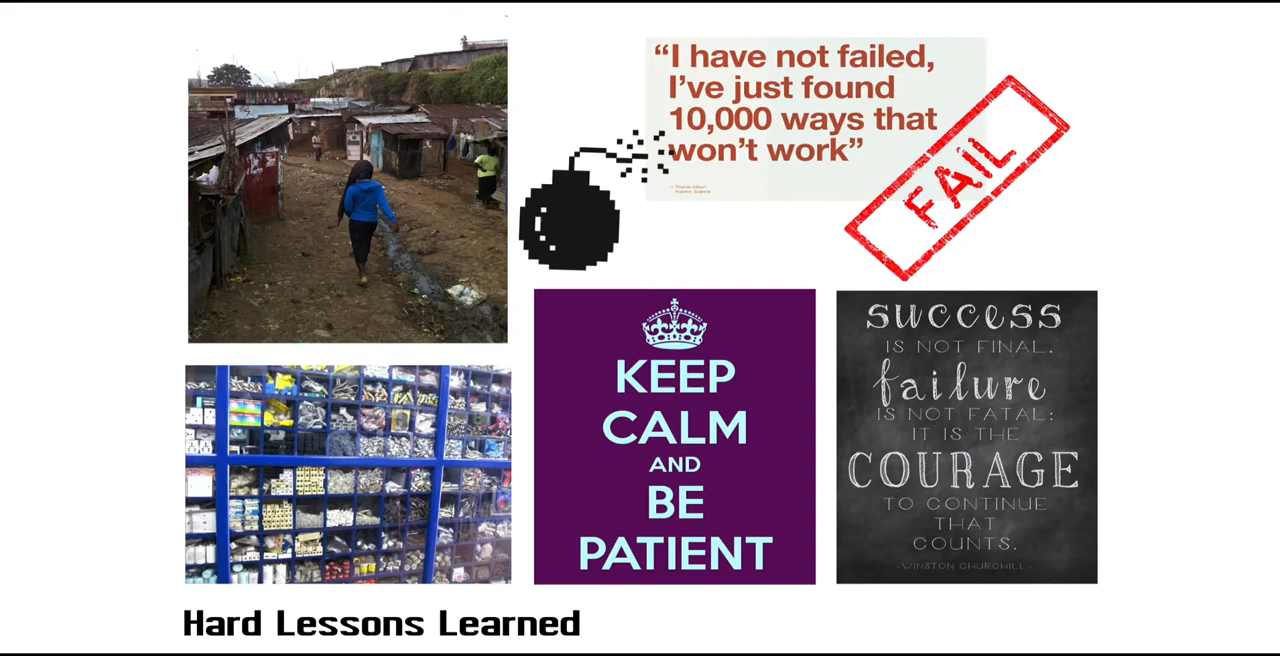 “I have not failed,
I’ve just found
10,000 ways that
won’t work”
— Thomas Edison
FAIL
KEEP
CALM
AND
BE
PATIENT
success
IS NOT FINAL,
failure
IS NOT FATAL:
IT IS THE
COURAGE
TO CONTINUE
THAT
COUNTS.
-WINSTON CHURCHILL-
Hard Lessons Learned